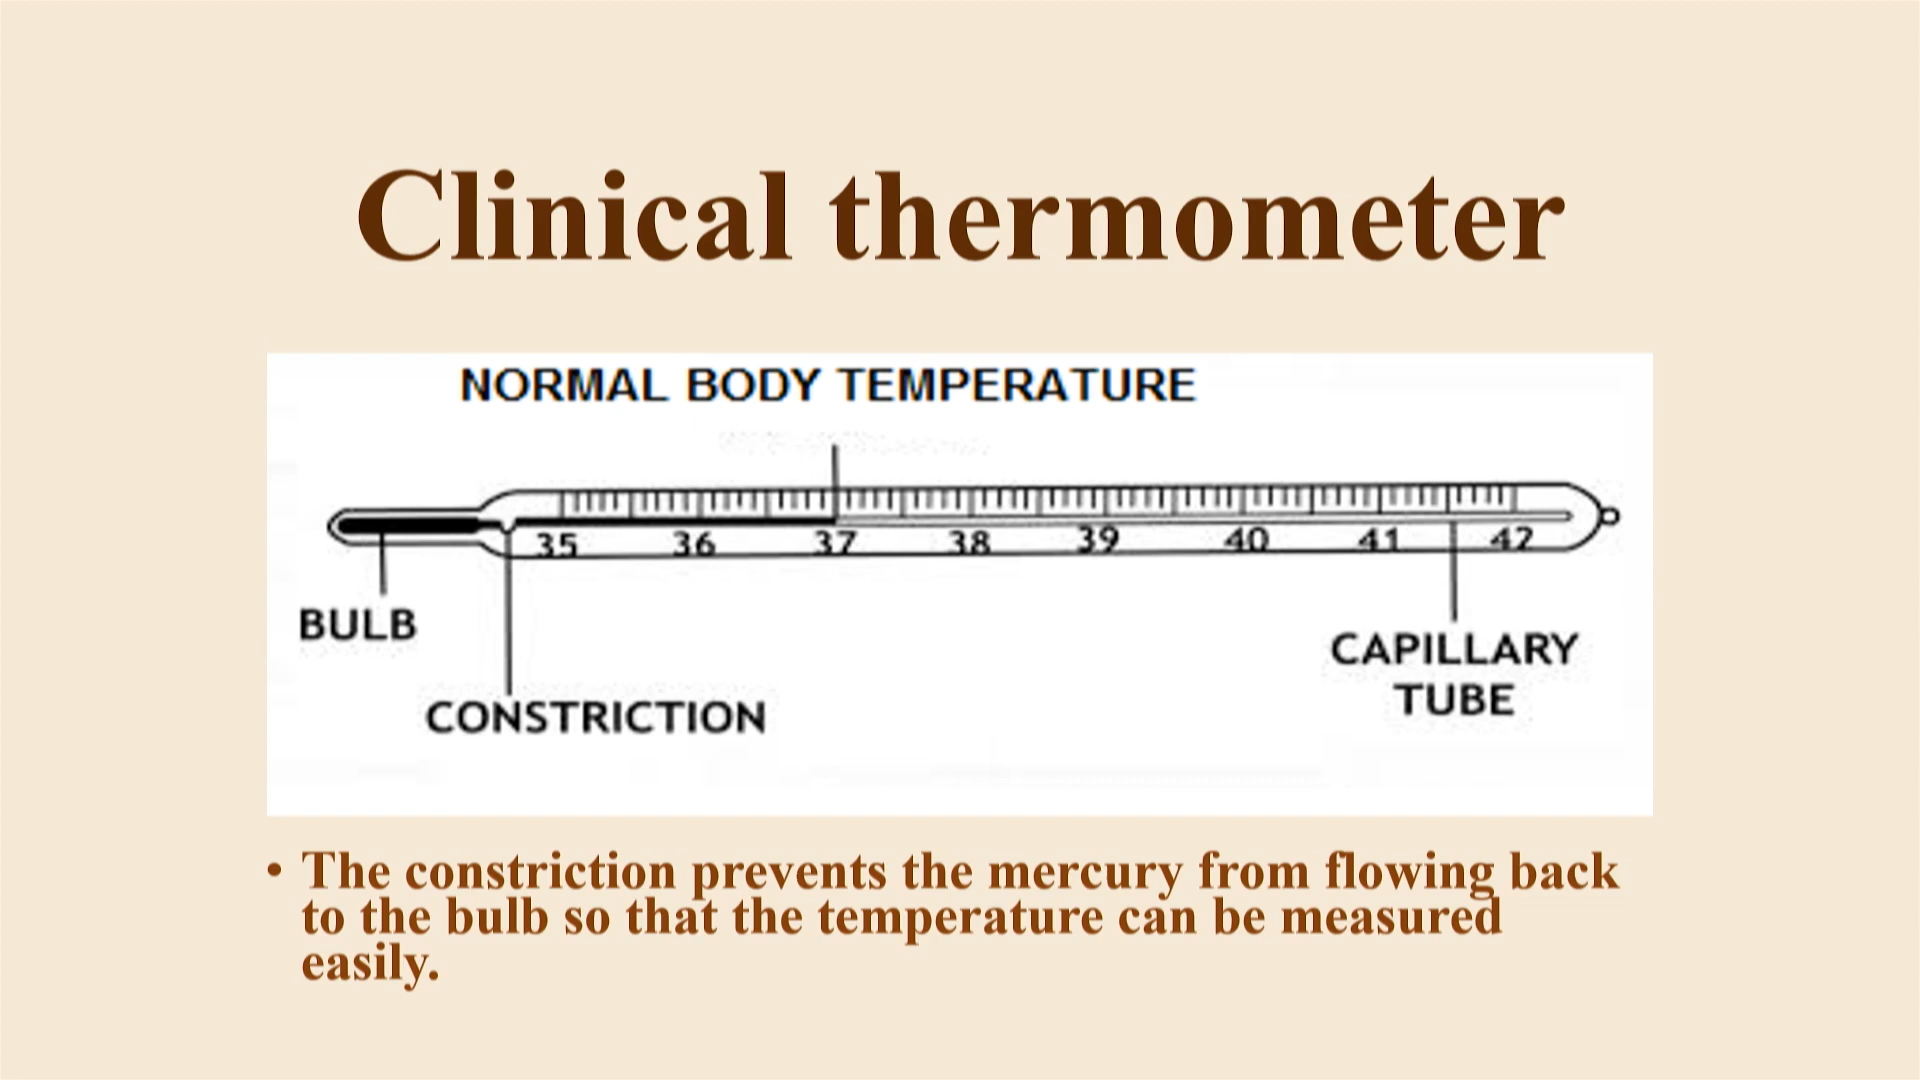 Clinical thermometer
NORMAL BODY TEMPERATURE
35 36 37 38 39 40 41 42
BULB
CONSTRICTION
CAPILLARY
TUBE
• The constriction prevents the mercury from flowing back
to the bulb so that the temperature can be measured
easily.